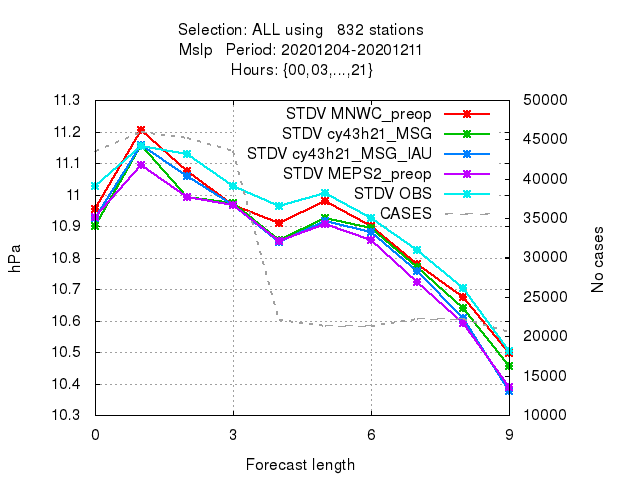 Selection: ALL using   832 stations
Mslp   Period: 20201204-20201211
Hours: {00,03,...,21}
STDV MNWC_preop
STDV cy43h21_MSG
STDV cy43h21_MSG_IAU
STDV MEPS2_preop
STDV OBS
CASES
11.3
11.2
11.1
11
10.9
10.8
10.7
10.6
10.5
10.4
10.3
hPa
50000
45000
40000
35000
30000
25000
20000
15000
10000
No cases
0 3 6 9
Forecast length